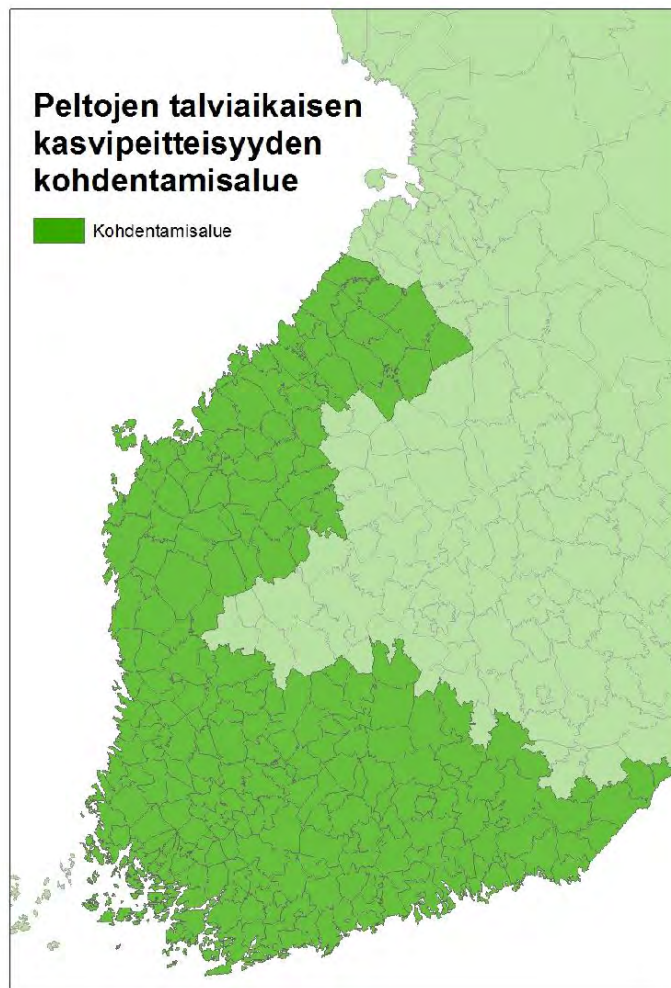 Peltojen talviaikaisen
kasvipeitteisyyden
kohdentamisalue
Kohdentamisalue